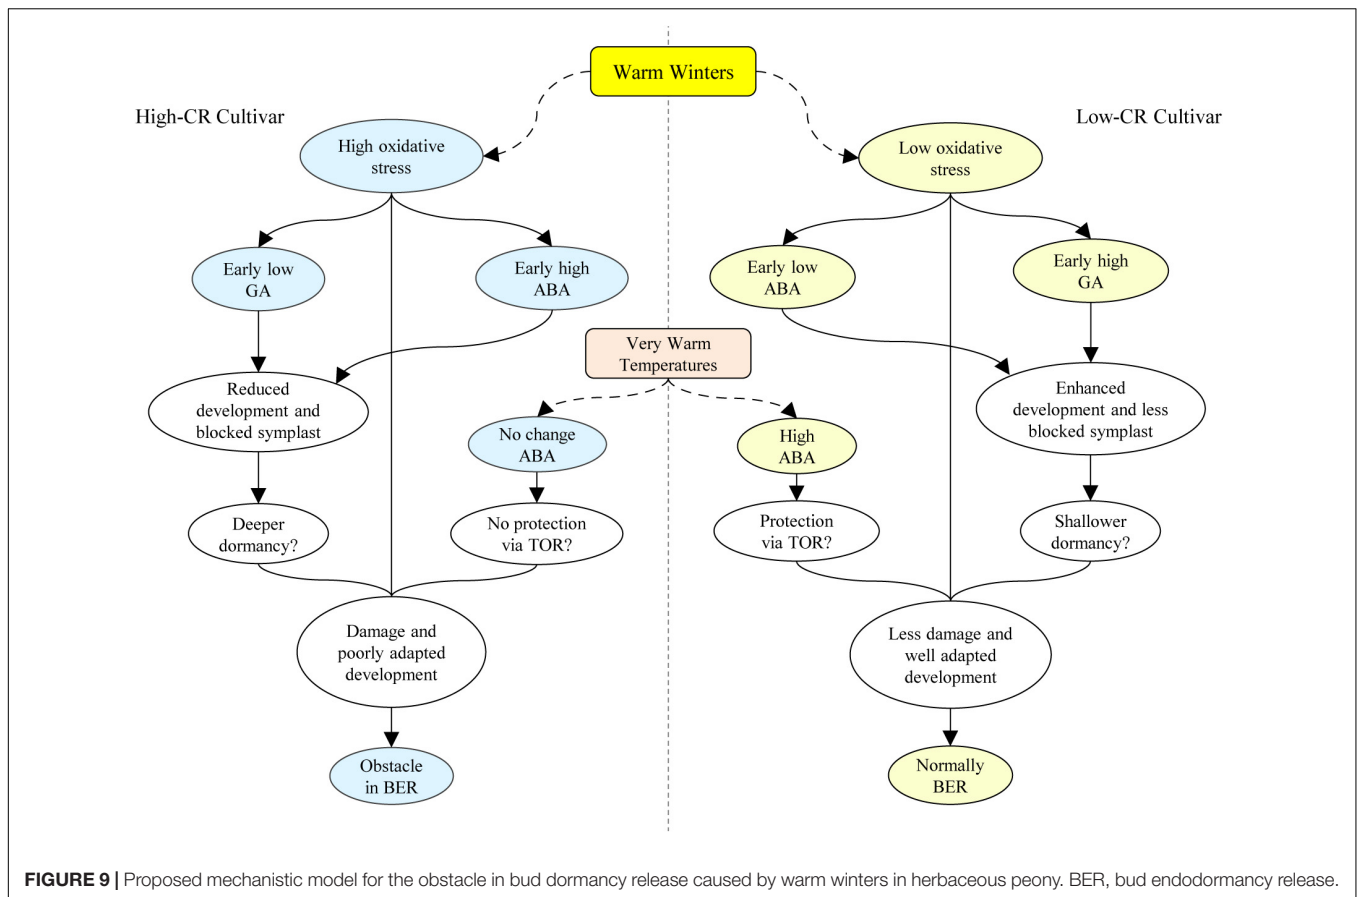 Warm Winters
High-CR Cultivar
Low-CR Cultivar
High oxidative
stress
Low oxidative
stress
Early low
GA
Early high
ABA
Early low
ABA
Early high
GA
Very Warm
Temperatures
Reduced
development and
blocked symplast
Enhanced
development and less
blocked symplast
No change
ABA
High
ABA
Deeper
dormancy?
No protection
via TOR?
Protection
via TOR?
Shallower
dormancy?
Damage and
poorly adapted
development
Less damage and
well adapted
development
Obstacle
in BER
Normally
BER
FIGURE 9 | Proposed mechanistic model for the obstacle in bud dormancy release caused by warm winters in herbaceous peony. BER, bud endodormancy release.